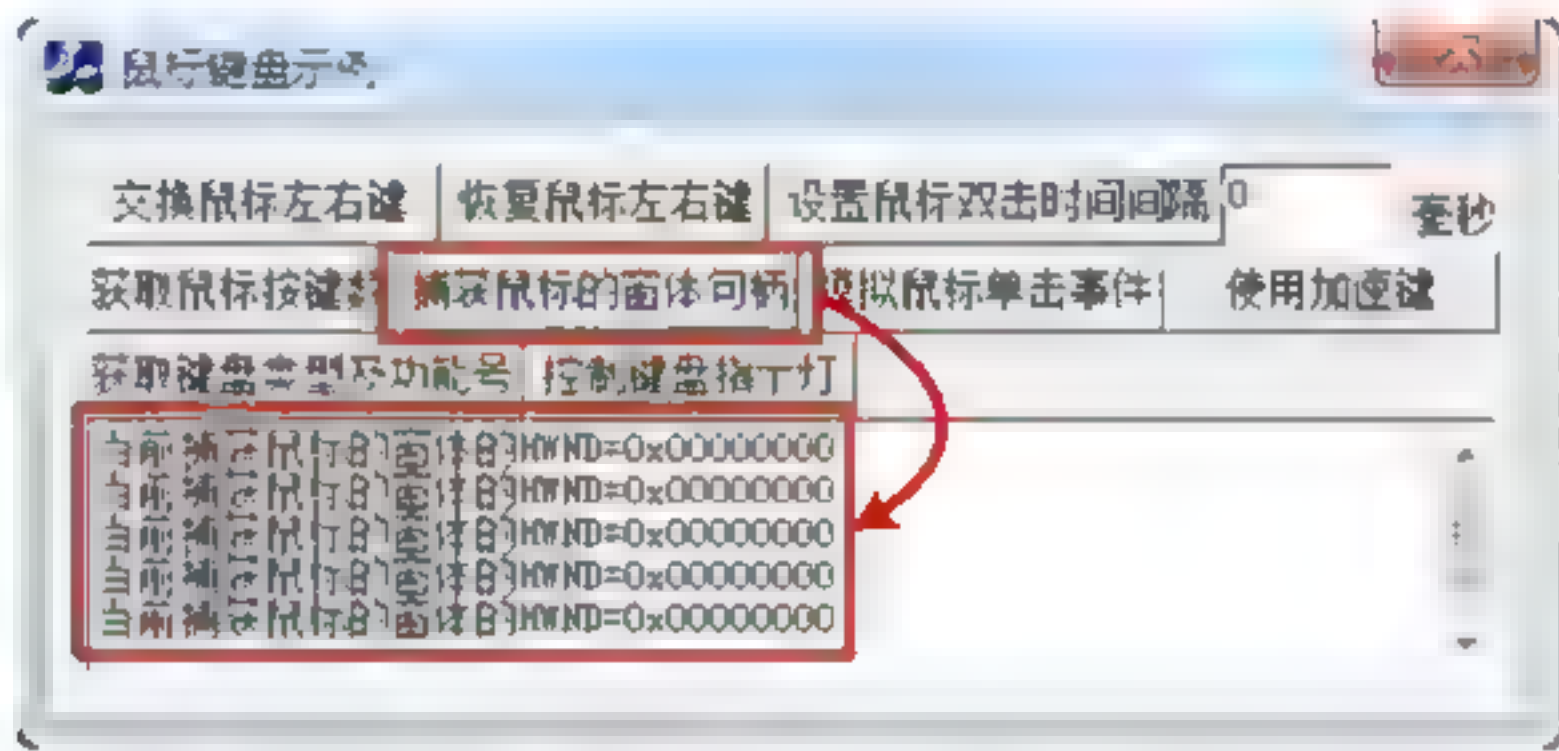 鼠标键盘示例
交换鼠标左右键 恢复鼠标左右键 设置鼠标双击时间间隔 0 毫秒
获取鼠标按键 捕获鼠标的窗体句柄 模拟鼠标单击事件 使用加速键
获取键盘类型及功能号 控制键盘指示灯
当前捕获鼠标的窗体的HWND=0x00000000
当前捕获鼠标的窗体的HWND=0x00000000
当前捕获鼠标的窗体的HWND=0x00000000
当前捕获鼠标的窗体的HWND=0x00000000
当前捕获鼠标的窗体的HWND=0x00000000